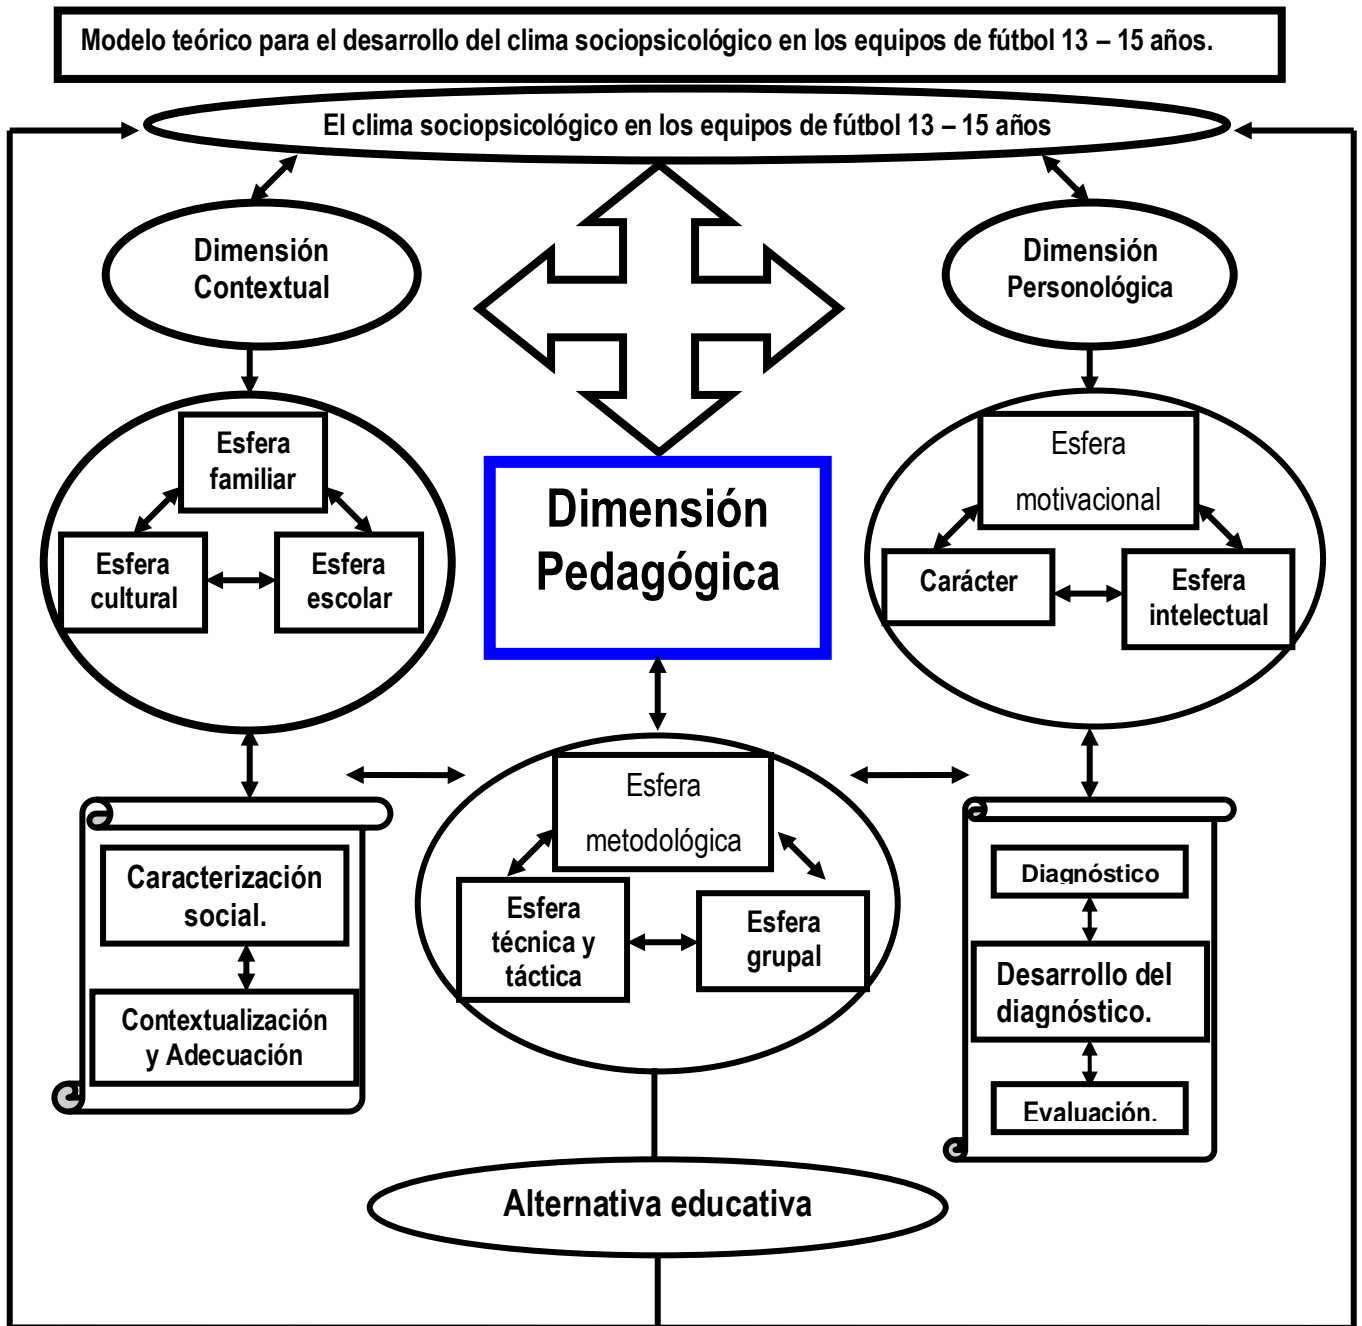 Modelo teórico para el desarrollo del clima sociopsicológico en los equipos de fútbol 13 – 15 años.
El clima sociopsicológico en los equipos de fútbol 13 – 15 años
Dimensión
Contextual
Dimensión
Personológica
Esfera
familiar
Esfera
cultural
Esfera
escolar
Dimensión
Pedagógica
Esfera
motivacional
Carácter
Esfera
intelectual
Esfera
metodológica
Esfera
técnica y
táctica
Esfera
grupal
Caracterización
social.
Contextualización
y Adecuación
Diagnóstico
Desarrollo del
diagnóstico.
Evaluación.
Alternativa educativa